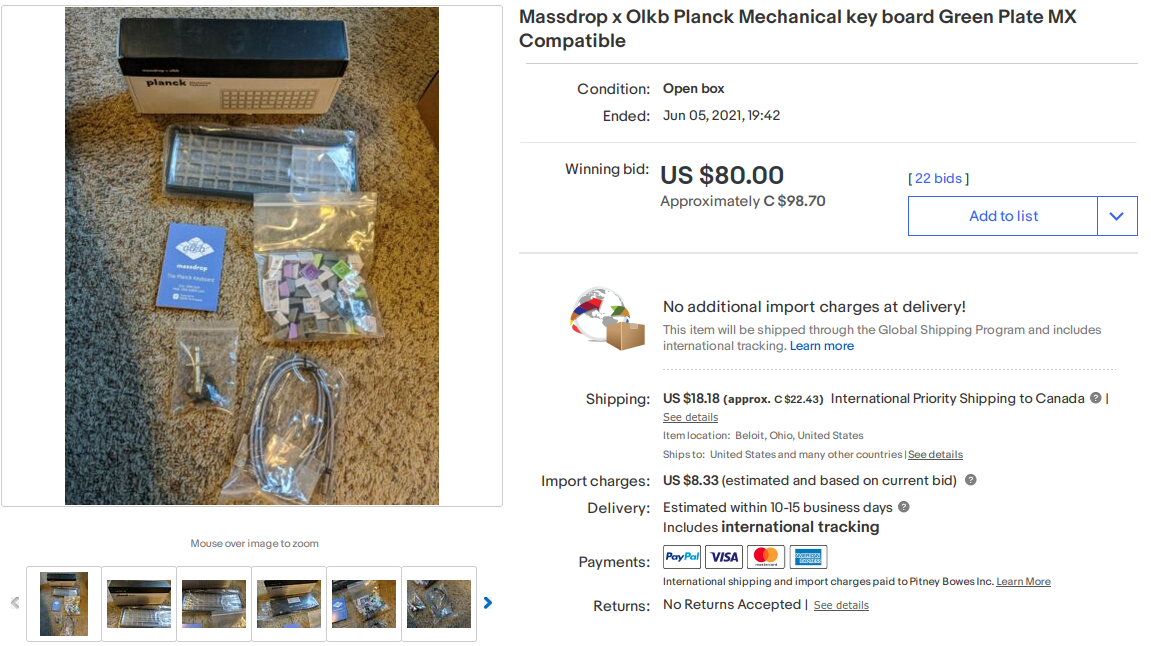 Massdrop x Olkb Planck Mechanical key board Green Plate MX
Compatible
Condition: Open box
Ended: Jun 05, 2021, 19:42
Winning bid: US $80.00
Approximately C $98.70
[ 22 bids ]
Add to list
No additional import charges at delivery!
This item will be shipped through the Global Shipping Program and includes
international tracking. Learn more
Shipping: US $18.18 (approx. C $22.43) International Priority Shipping to Canada ? |
See details
Item location: Beloit, Ohio, United States
Ships to: United States and many other countries | See details
Import charges: US $8.33 (estimated and based on current bid) ?
Delivery: Estimated within 10-15 business days ?
Includes international tracking
Payments: PayPal VISA mastercard AMERICAN EXPRESS
International shipping and import charges paid to Pitney Bowes Inc. Learn More
Returns: No Returns Accepted | See details
massdrop x olkb
planck
olkb
massdrop
The Planck Keyboard
Mouse over image to zoom